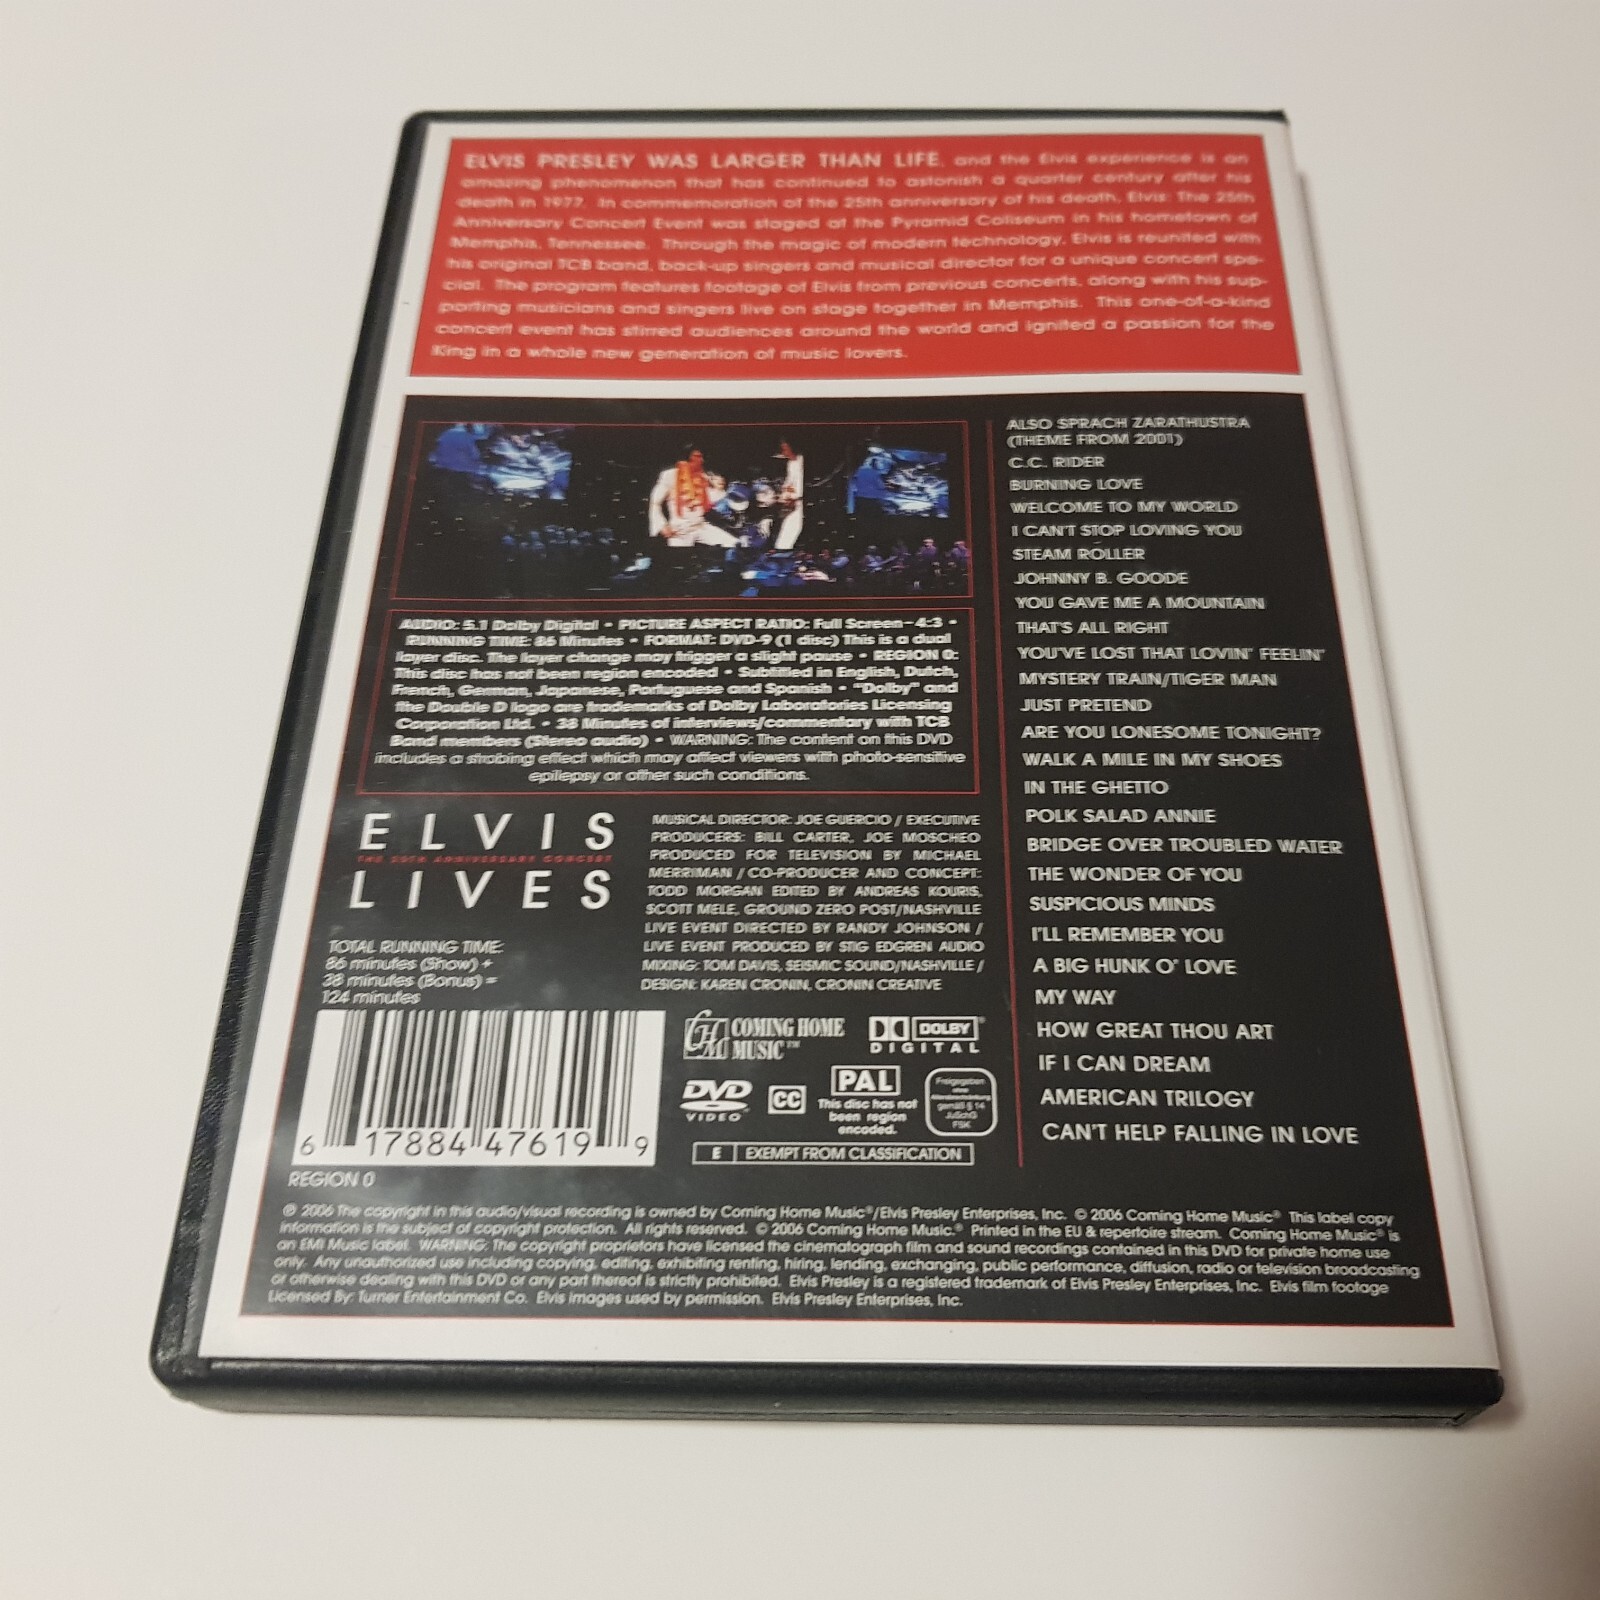 ELVIS PRESLEY WAS LARGER THAN LIFE, and the Elvis experience is an
amazing phenomenon that has continued to astonish a quarter century after his
death in 1977. In commemoration of the 25th anniversary of his death, Elvis: The 25th
Anniversary Concert Event was staged at the Pyramid Coliseum in his hometown of
Memphis, Tennessee. Through the magic of modern technology, Elvis is reunited with
his original TCB band, back-up singers and musical director for a unique concert spe-
cial. The program features footage of Elvis from previous concerts, along with his sup-
porting musicians and singers live on stage together in Memphis. This one-of-a-kind
concert event has stirred audiences around the world and ignited a passion for the
King in a whole new generation of music lovers.
AUDIO: 5.1 Dolby Digital • PICTURE ASPECT RATIO: Full Screen-4:3 •
RUNNING TIME: 86 Minutes • FORMAT: DVD-9 (1 disc) This is a dual
layer disc. The layer change may trigger a slight pause • REGION 0:
This disc has not been region encoded • Subtitled in English, Dutch,
French, German, Japanese, Portuguese and Spanish • "Dolby" and
the Double D logo are trademarks of Dolby Laboratories Licensing
Corporation Ltd. • 38 Minutes of interviews/commentary with TCB
Band members (Stereo audio) • WARNING: The content on this DVD
includes a strobing effect which may affect viewers with photo-sensitive
epilepsy or other such conditions.
ELVIS
THE 25TH ANNIVERSARY CONCERT
LIVES
TOTAL RUNNING TIME:
86 minutes (Show) +
38 minutes (Bonus) =
124 minutes
MUSICAL DIRECTOR: JOE GUERCIO / EXECUTIVE
PRODUCERS: BILL CARTER, JOE MOSCHEO
PRODUCED FOR TELEVISION BY MICHAEL
MERRIMAN / CO-PRODUCER AND CONCEPT:
TODD MORGAN EDITED BY ANDREAS KOURIS,
SCOTT MELE, GROUND ZERO POST/NASHVILLE
LIVE EVENT DIRECTED BY RANDY JOHNSON /
LIVE EVENT PRODUCED BY STIG EDGREN AUDIO
MIXING: TOM DAVIS, SEISMIC SOUND/NASHVILLE /
DESIGN: KAREN CRONIN, CRONIN CREATIVE
6 17884 47619 9
REGION 0
CHM COMING HOME
MUSIC™
DOLBY
DIGITAL
DVD
VIDEO
CC
PAL
This disc has not
been region
encoded.
Freigegeben
ohne
Altersbeschränkung
gemäß § 14
JuSchG
FSK
E EXEMPT FROM CLASSIFICATION
ALSO SPRACH ZARATHUSTRA
(THEME FROM 2001)
C.C. RIDER
BURNING LOVE
WELCOME TO MY WORLD
I CAN'T STOP LOVING YOU
STEAM ROLLER
JOHNNY B. GOODE
YOU GAVE ME A MOUNTAIN
THAT'S ALL RIGHT
YOU'VE LOST THAT LOVIN' FEELIN'
MYSTERY TRAIN/TIGER MAN
JUST PRETEND
ARE YOU LONESOME TONIGHT?
WALK A MILE IN MY SHOES
IN THE GHETTO
POLK SALAD ANNIE
BRIDGE OVER TROUBLED WATER
THE WONDER OF YOU
SUSPICIOUS MINDS
I'LL REMEMBER YOU
A BIG HUNK O' LOVE
MY WAY
HOW GREAT THOU ART
IF I CAN DREAM
AMERICAN TRILOGY
CAN'T HELP FALLING IN LOVE
℗ 2006 The copyright in this audio/visual recording is owned by Coming Home Music®/Elvis Presley Enterprises, Inc. © 2006 Coming Home Music® This label copy
information is the subject of copyright protection. All rights reserved. © 2006 Coming Home Music.® Printed in the EU & repertoire stream. Coming Home Music® is
an EMI Music label. WARNING: The copyright proprietors have licensed the cinematograph film and sound recordings contained in this DVD for private home use
only. Any unauthorized use including copying, editing, exhibiting renting, hiring, lending, exchanging, public performance, diffusion, radio or television broadcasting
or otherwise dealing with this DVD or any part thereof is strictly prohibited. Elvis Presley is a registered trademark of Elvis Presley Enterprises, Inc. Elvis film footage
Licensed By: Turner Entertainment Co. Elvis images used by permission. Elvis Presley Enterprises, Inc.